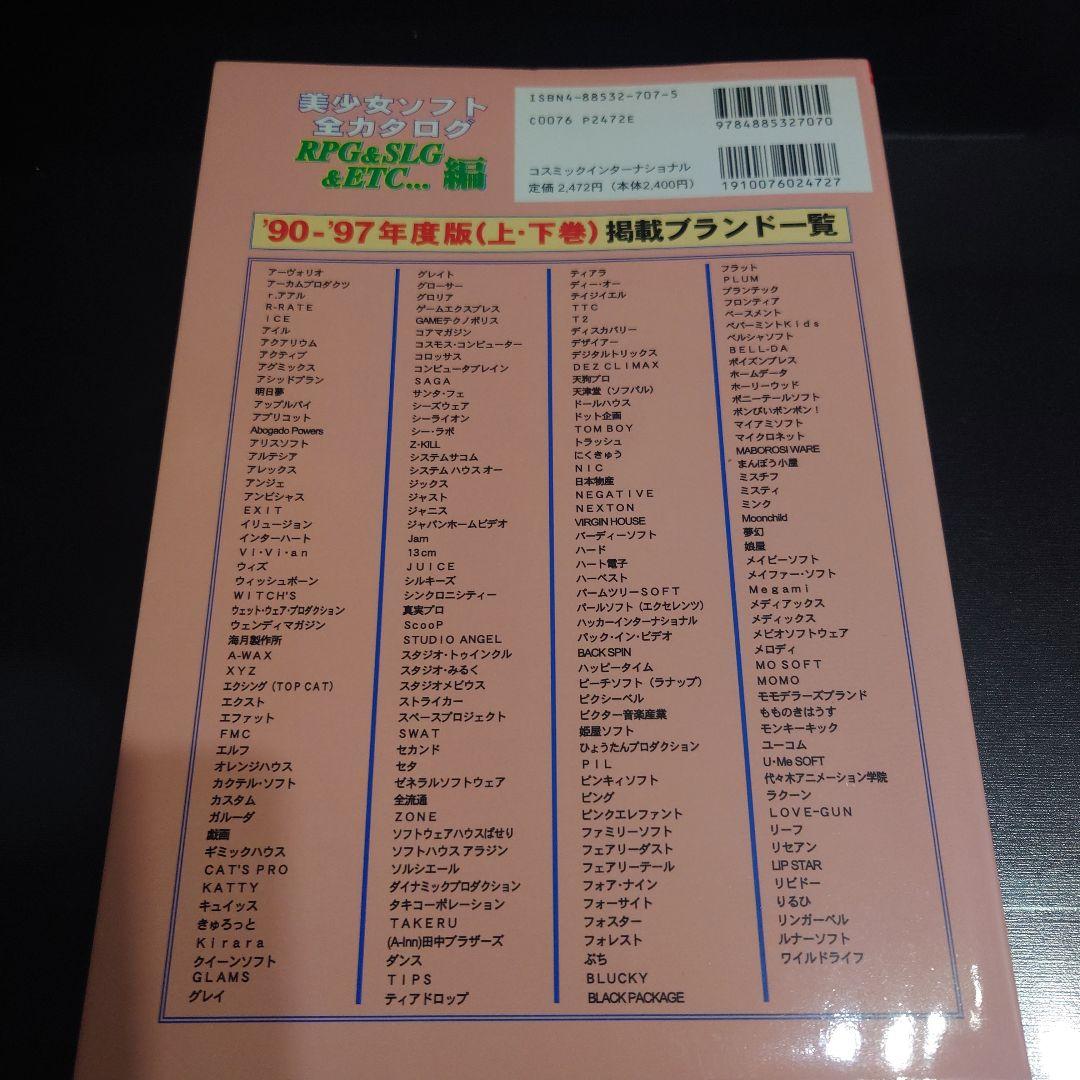 美少女ソフト
全カタログ
RPG&SLG
&ETC... 編
ISBN4-88532-707-5
C0076 P2472E
コスミックインターナショナル
定価 2,472円（本体2,400円）
9784885327070
1910076024727
'90-'97年度版(上・下巻) 掲載ブランド一覧
アーヴォリオ
アーカムプロダクツ
r.アアル
R-RATE
ICE
アイル
アクアリウム
アクティブ
アグミックス
アシッドプラン
明日夢
アップルパイ
アプリコット
Abogado Powers
アリスソフト
アルテシア
アレックス
アンジェ
アンビシャス
EXIT
イリュージョン
インターハート
Vi・Vi・an
ウィズ
ウィッシュボーン
WITCH'S
ウェット・ウェア・プロダクション
ウェンディマガジン
海月製作所
A-WAX
XYZ
エクシング（TOP CAT）
エクスト
エファット
FMC
エルフ
オレンジハウス
カクテル・ソフト
カスタム
ガルーダ
戯画
ギミックハウス
CAT'S PRO
KATTY
キュイッス
きゅろっと
Kirara
クイーンソフト
GLAMS
グレイ
グレイト
グローサー
グロリア
ゲームエクスプレス
GAMEテクノポリス
コアマガジン
コスモス・コンピューター
コロッサス
コンピュータブレイン
SAGA
サンタ・フェ
シーズウェア
シーライオン
シー・ラボ
Z・KILL
システムサコム
システム ハウス オー
ジックス
ジャスト
ジャニス
ジャパンホームビデオ
Jam
13cm
JUICE
シルキーズ
シンクロニシティー
真実プロ
ScooP
STUDIO ANGEL
スタジオ・トゥインクル
スタジオ・みるく
スタジオメビウス
ストライカー
スペースプロジェクト
SWAT
セカンド
セタ
ゼネラルソフトウェア
全流通
ZONE
ソフトウェアハウスぱせり
ソフトハウス アラジン
ソルシエール
ダイナミックプロダクション
タキコーポレーション
TAKERU
(A-Inn)田中ブラザーズ
ダンス
TIPS
ティアドロップ
ティアラ
ディー・オー
テイジイエル
TTC
T2
ディスカバリー
デザイアー
デジタルトリックス
DEZ CLIMAX
天狗プロ
天津堂（ソフパル）
ドールハウス
ドット企画
TOM BOY
トラッシュ
にくきゅう
NIC
日本物産
NEGATIVE
NEXTON
VIRGIN HOUSE
バーディーソフト
ハード
ハート電子
ハーベスト
パームツリーSOFT
パールソフト（エクセレンツ）
ハッカーインターナショナル
パック・イン・ビデオ
BACK SPIN
ハッピータイム
ピーチソフト（ラナップ）
ピクシーベル
ビクター音楽産業
姫屋ソフト
ひょうたんプロダクション
PIL
ピンキィソフト
ピング
ピンクエレファント
ファミリーソフト
フェアリーダスト
フェアリーテール
フォア・ナイン
フォーサイト
フォスター
フォレスト
ぷち
BLUCKY
BLACK PACKAGE
フラット
PLUM
プランテック
フロンティア
ベースメント
ペパーミントKids
ペルシャソフト
BELL-DA
ポイズンブレス
ホームデータ
ホーリーウッド
ポニーテールソフト
ポンぴいポンポン！
マイアミソフト
マイクロネット
MABOROSI WARE
まんぼう小屋
ミスチフ
ミスティ
ミンク
Moonchild
夢幻
娘屋
メイビーソフト
メイファー・ソフト
Megami
メディアックス
メディックス
メビオソフトウェア
メロディ
MO SOFT
MOMO
モモデラーズブランド
もものきはうす
モンキーキック
ユーコム
U・Me SOFT
代々木アニメーション学院
ラクーン
LOVE-GUN
リーフ
リセアン
LIP STAR
リビドー
りるひ
リンガーベル
ルナーソフト
ワイルドライフ